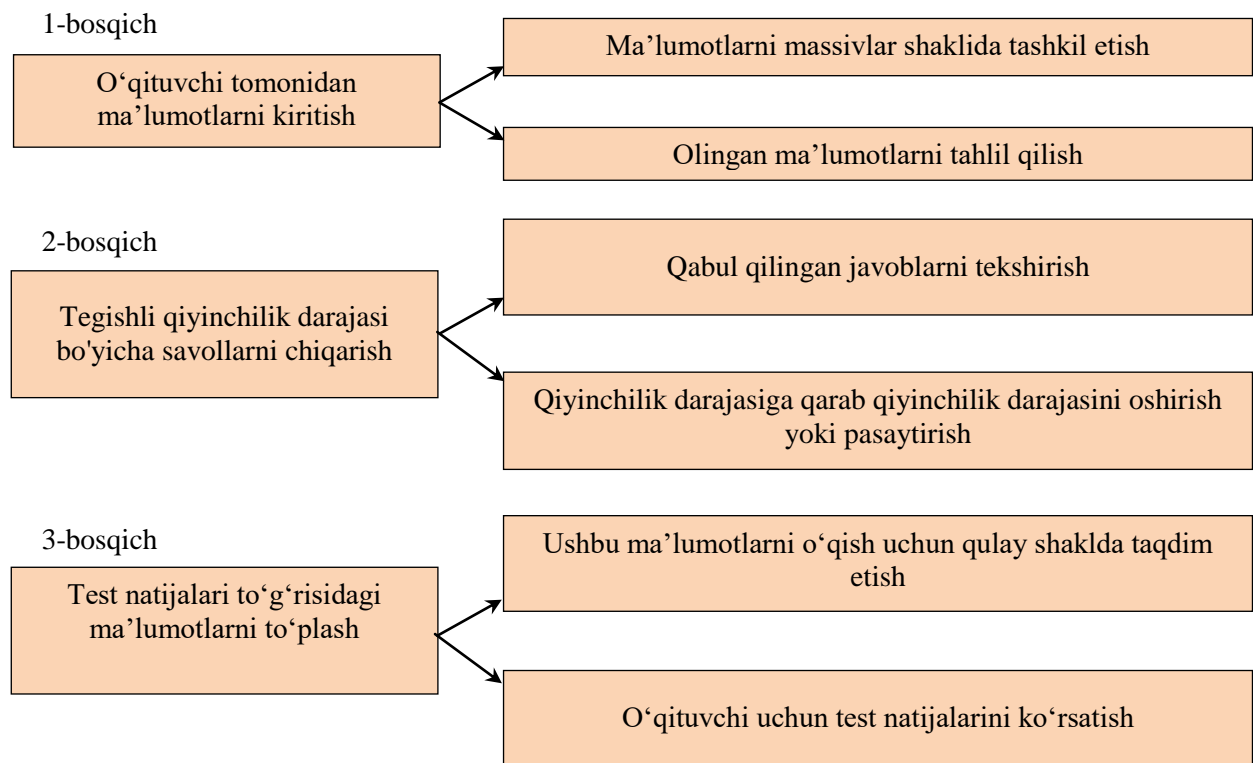 1-bosqich
O‘qituvchi tomonidan
ma’lumotlarni kiritish
Ma’lumotlarni massivlar shaklida tashkil etish
Olingan ma’lumotlarni tahlil qilish
2-bosqich
Tegishli qiyinchilik darajasi
bo'yicha savollarni chiqarish
Qabul qilingan javoblarni tekshirish
Qiyinchilik darajasiga qarab qiyinchilik darajasini oshirish
yoki pasaytirish
3-bosqich
Test natijalari to‘g‘risidagi
ma’lumotlarni to‘plash
Ushbu ma’lumotlarni o‘qish uchun qulay shaklda taqdim
etish
O‘qituvchi uchun test natijalarini ko‘rsatish